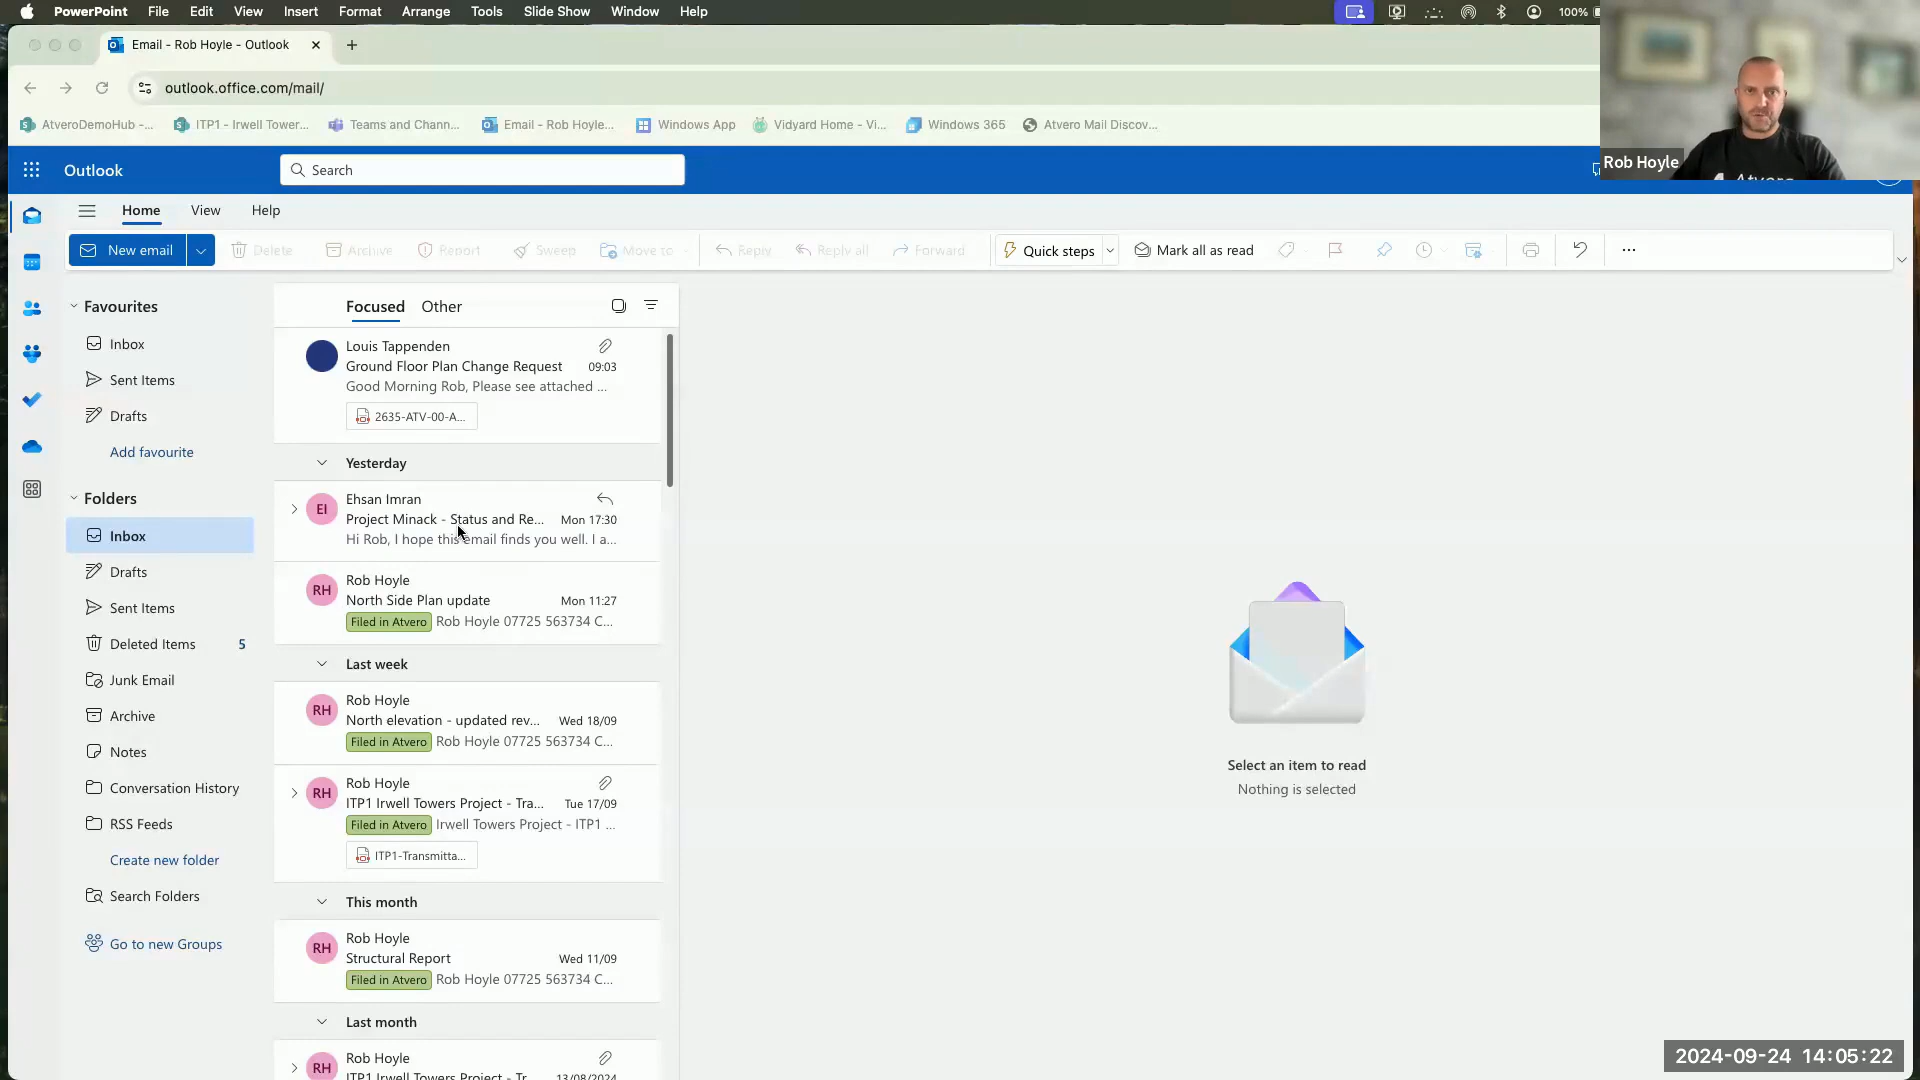 PowerPoint File Edit View Insert Format Arrange Tools Slide Show Window Help 100%
Email - Rob Hoyle - Outlook
outlook.office.com/mail/
AtveroDemoHub -... ITP1 - Irwell Tower... Teams and Chann... Email - Rob Hoyle... Windows App Vidyard Home - Vi... Windows 365 Atvero Mail Discov...
Rob Hoyle
Atvero
Outlook Search
Home View Help
New email Delete Archive Report Sweep Move to Reply Reply all Forward Quick steps Mark all as read
Favourites
Inbox
Sent Items
Drafts
Add favourite
Folders
Inbox
Drafts
Sent Items
Deleted Items 5
Junk Email
Archive
Notes
Conversation History
RSS Feeds
Create new folder
Search Folders
Go to new Groups
Focused Other
Louis Tappenden
Ground Floor Plan Change Request 09:03
Good Morning Rob, Please see attached ...
2635-ATV-00-A...
Yesterday
EI
Ehsan Imran
Project Minack - Status and Re... Mon 17:30
Hi Rob, I hope this email finds you well. I a...
RH
Rob Hoyle
North Side Plan update Mon 11:27
Filed in Atvero Rob Hoyle 07725 563734 C...
Last week
RH
Rob Hoyle
North elevation - updated rev... Wed 18/09
Filed in Atvero Rob Hoyle 07725 563734 C...
RH
Rob Hoyle
ITP1 Irwell Towers Project - Tra... Tue 17/09
Filed in Atvero Irwell Towers Project - ITP1 ...
ITP1-Transmitta...
This month
RH
Rob Hoyle
Structural Report Wed 11/09
Filed in Atvero Rob Hoyle 07725 563734 C...
Last month
RH
Rob Hoyle
ITP1 Irwell Towers Project - Tr... 13/08/2024
Select an item to read
Nothing is selected
2024-09-24 14:05:22